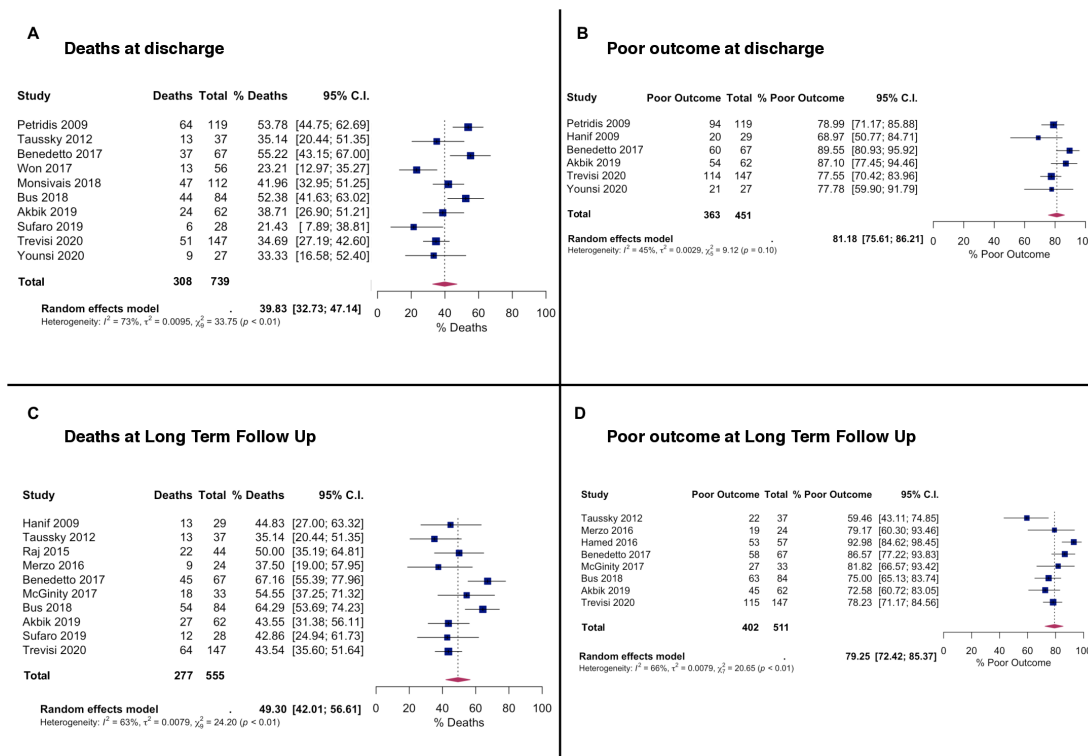 A
Deaths at discharge
Study Deaths Total % Deaths 95% C.I.
Petridis 2009 64 119 53.78 [44.75; 62.69]
Taussky 2012 13 37 35.14 [20.44; 51.35]
Benedetto 2017 37 67 55.22 [43.15; 67.00]
Won 2017 13 56 23.21 [12.97; 35.27]
Monsivais 2018 47 112 41.96 [32.95; 51.25]
Bus 2018 44 84 52.38 [41.63; 63.02]
Akbik 2019 24 62 38.71 [26.90; 51.21]
Sufaro 2019 6 28 21.43 [ 7.89; 38.81]
Trevisi 2020 51 147 34.69 [27.19; 42.60]
Younsi 2020 9 27 33.33 [16.58; 52.40]
Total 308 739
Random effects model . 39.83 [32.73; 47.14]
Heterogeneity: I² = 73%, τ² = 0.0095, χ²₉ = 33.75 (p < 0.01)
0 20 40 60 80 100
% Deaths
B
Poor outcome at discharge
Study Poor Outcome Total % Poor Outcome 95% C.I.
Petridis 2009 94 119 78.99 [71.17; 85.88]
Hanif 2009 20 29 68.97 [50.77; 84.71]
Benedetto 2017 60 67 89.55 [80.93; 95.92]
Akbik 2019 54 62 87.10 [77.45; 94.46]
Trevisi 2020 114 147 77.55 [70.42; 83.96]
Younsi 2020 21 27 77.78 [59.90; 91.79]
Total 363 451
Random effects model . 81.18 [75.61; 86.21]
Heterogeneity: I² = 45%, τ² = 0.0029, χ²₅ = 9.12 (p = 0.10)
0 20 40 60 80 100
% Poor Outcome
C
Deaths at Long Term Follow Up
Study Deaths Total % Deaths 95% C.I.
Hanif 2009 13 29 44.83 [27.00; 63.32]
Taussky 2012 13 37 35.14 [20.44; 51.35]
Raj 2015 22 44 50.00 [35.19; 64.81]
Merzo 2016 9 24 37.50 [19.00; 57.95]
Benedetto 2017 45 67 67.16 [55.39; 77.96]
McGinity 2017 18 33 54.55 [37.25; 71.32]
Bus 2018 54 84 64.29 [53.69; 74.23]
Akbik 2019 27 62 43.55 [31.38; 56.11]
Sufaro 2019 12 28 42.86 [24.94; 61.73]
Trevisi 2020 64 147 43.54 [35.60; 51.64]
Total 277 555
Random effects model . 49.30 [42.01; 56.61]
Heterogeneity: I² = 63%, τ² = 0.0079, χ²₉ = 24.20 (p < 0.01)
0 20 40 60 80 100
% Deaths
D
Poor outcome at Long Term Follow Up
Study Poor Outcome Total % Poor Outcome 95% C.I.
Taussky 2012 22 37 59.46 [43.11; 74.85]
Merzo 2016 19 24 79.17 [60.30; 93.46]
Hamed 2016 53 57 92.98 [84.62; 98.45]
Benedetto 2017 58 67 86.57 [77.22; 93.83]
McGinity 2017 27 33 81.82 [66.57; 93.42]
Bus 2018 63 84 75.00 [65.13; 83.74]
Akbik 2019 45 62 72.58 [60.72; 83.05]
Trevisi 2020 115 147 78.23 [71.17; 84.56]
Total 402 511
Random effects model . 79.25 [72.42; 85.37]
Heterogeneity: I² = 66%, τ² = 0.0079, χ²₇ = 20.65 (p < 0.01)
0 20 40 60 80 100
% Poor Outcome